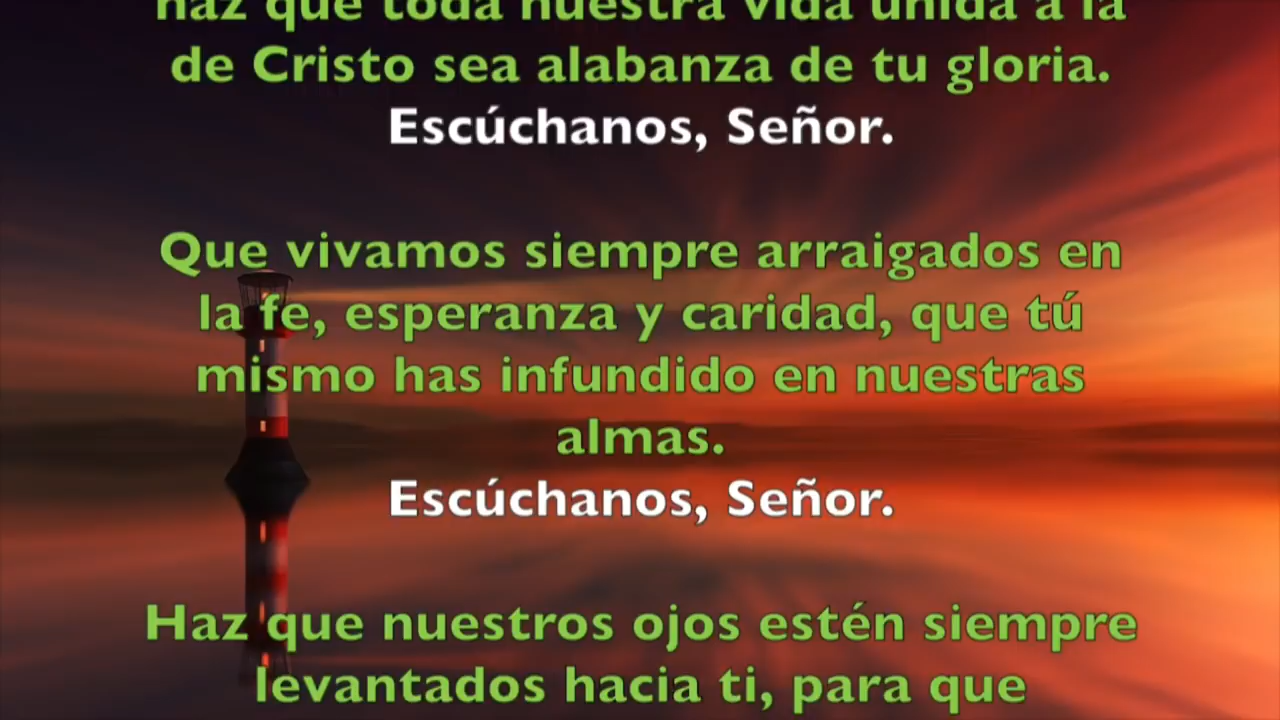 haz que toda nuestra vida unida a la
de Cristo sea alabanza de tu gloria.
Escúchanos, Señor.
Que vivamos siempre arraigados en
la fe, esperanza y caridad, que tú
mismo has infundido en nuestras
almas.
Escúchanos, Señor.
Haz que nuestros ojos estén siempre
levantados hacia ti, para que